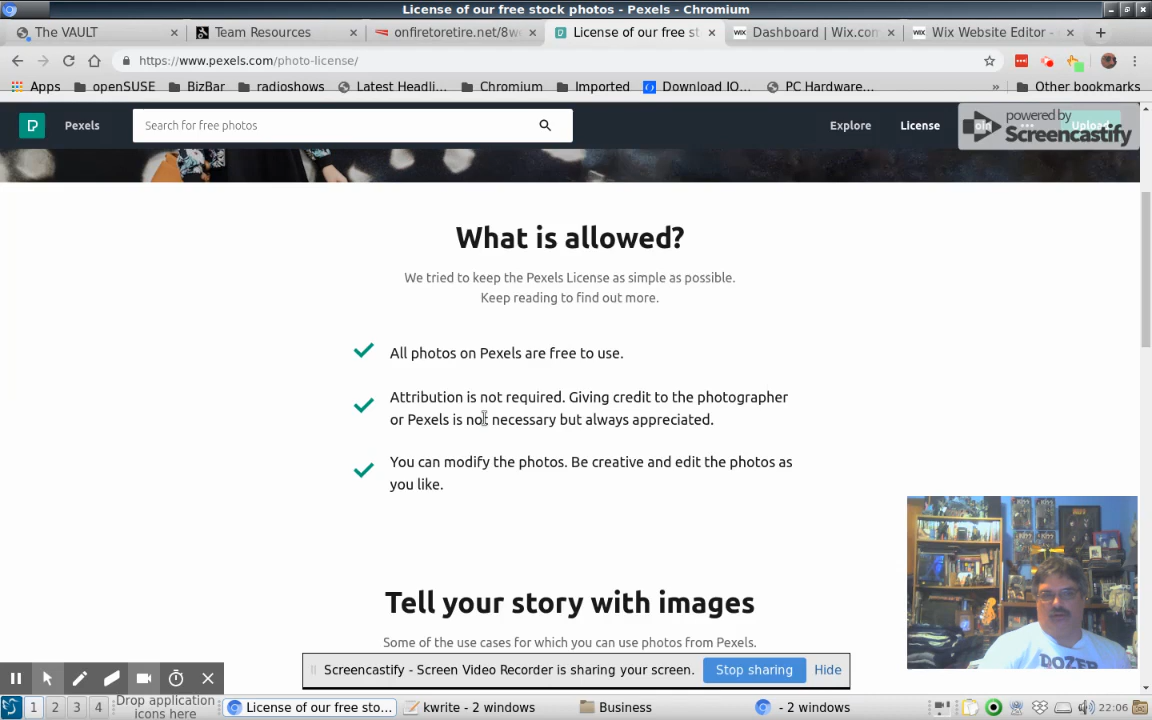 License of our free stock photos - Pexels - Chromium
The VAULT
Team Resources
onfiretoretire.net/8w
License of our free st
Dashboard | Wix.com
Wix Website Editor -
https://www.pexels.com/photo-license/
Apps openSUSE BizBar radioshows Latest Headli... Chromium Imported Download IO... PC Hardware... » Other bookmarks
Pexels
Search for free photos
Explore
License
powered by
Screencastify
What is allowed?
We tried to keep the Pexels License as simple as possible.
Keep reading to find out more.
All photos on Pexels are free to use.
Attribution is not required. Giving credit to the photographer
or Pexels is not necessary but always appreciated.
You can modify the photos. Be creative and edit the photos as
you like.
Tell your story with images
Some of the use cases for which you can use photos from Pexels.
DOZER
Screencastify - Screen Video Recorder is sharing your screen.
Stop sharing
Hide
1 2 3 4
Drop application
icons here
License of our free sto...
kwrite - 2 windows
Business
- 2 windows
22:06